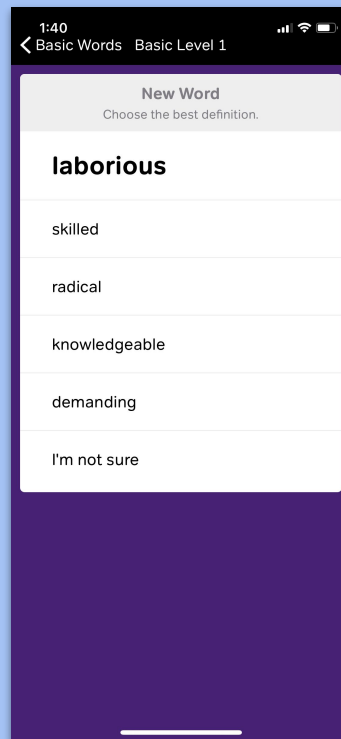 1:40
Basic Words Basic Level 1
New Word
Choose the best definition.
laborious
skilled
radical
knowledgeable
demanding
I'm not sure